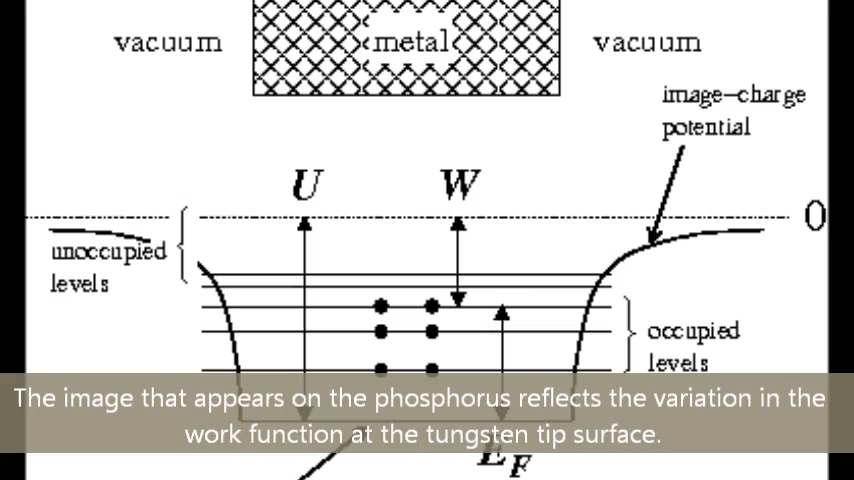 vacuum
metal
vacuum
image-charge
potential
U
W
0
unoccupied
levels
occupied
levels
The image that appears on the phosphorus reflects the variation in the
work function at the tungsten tip surface.
E_F